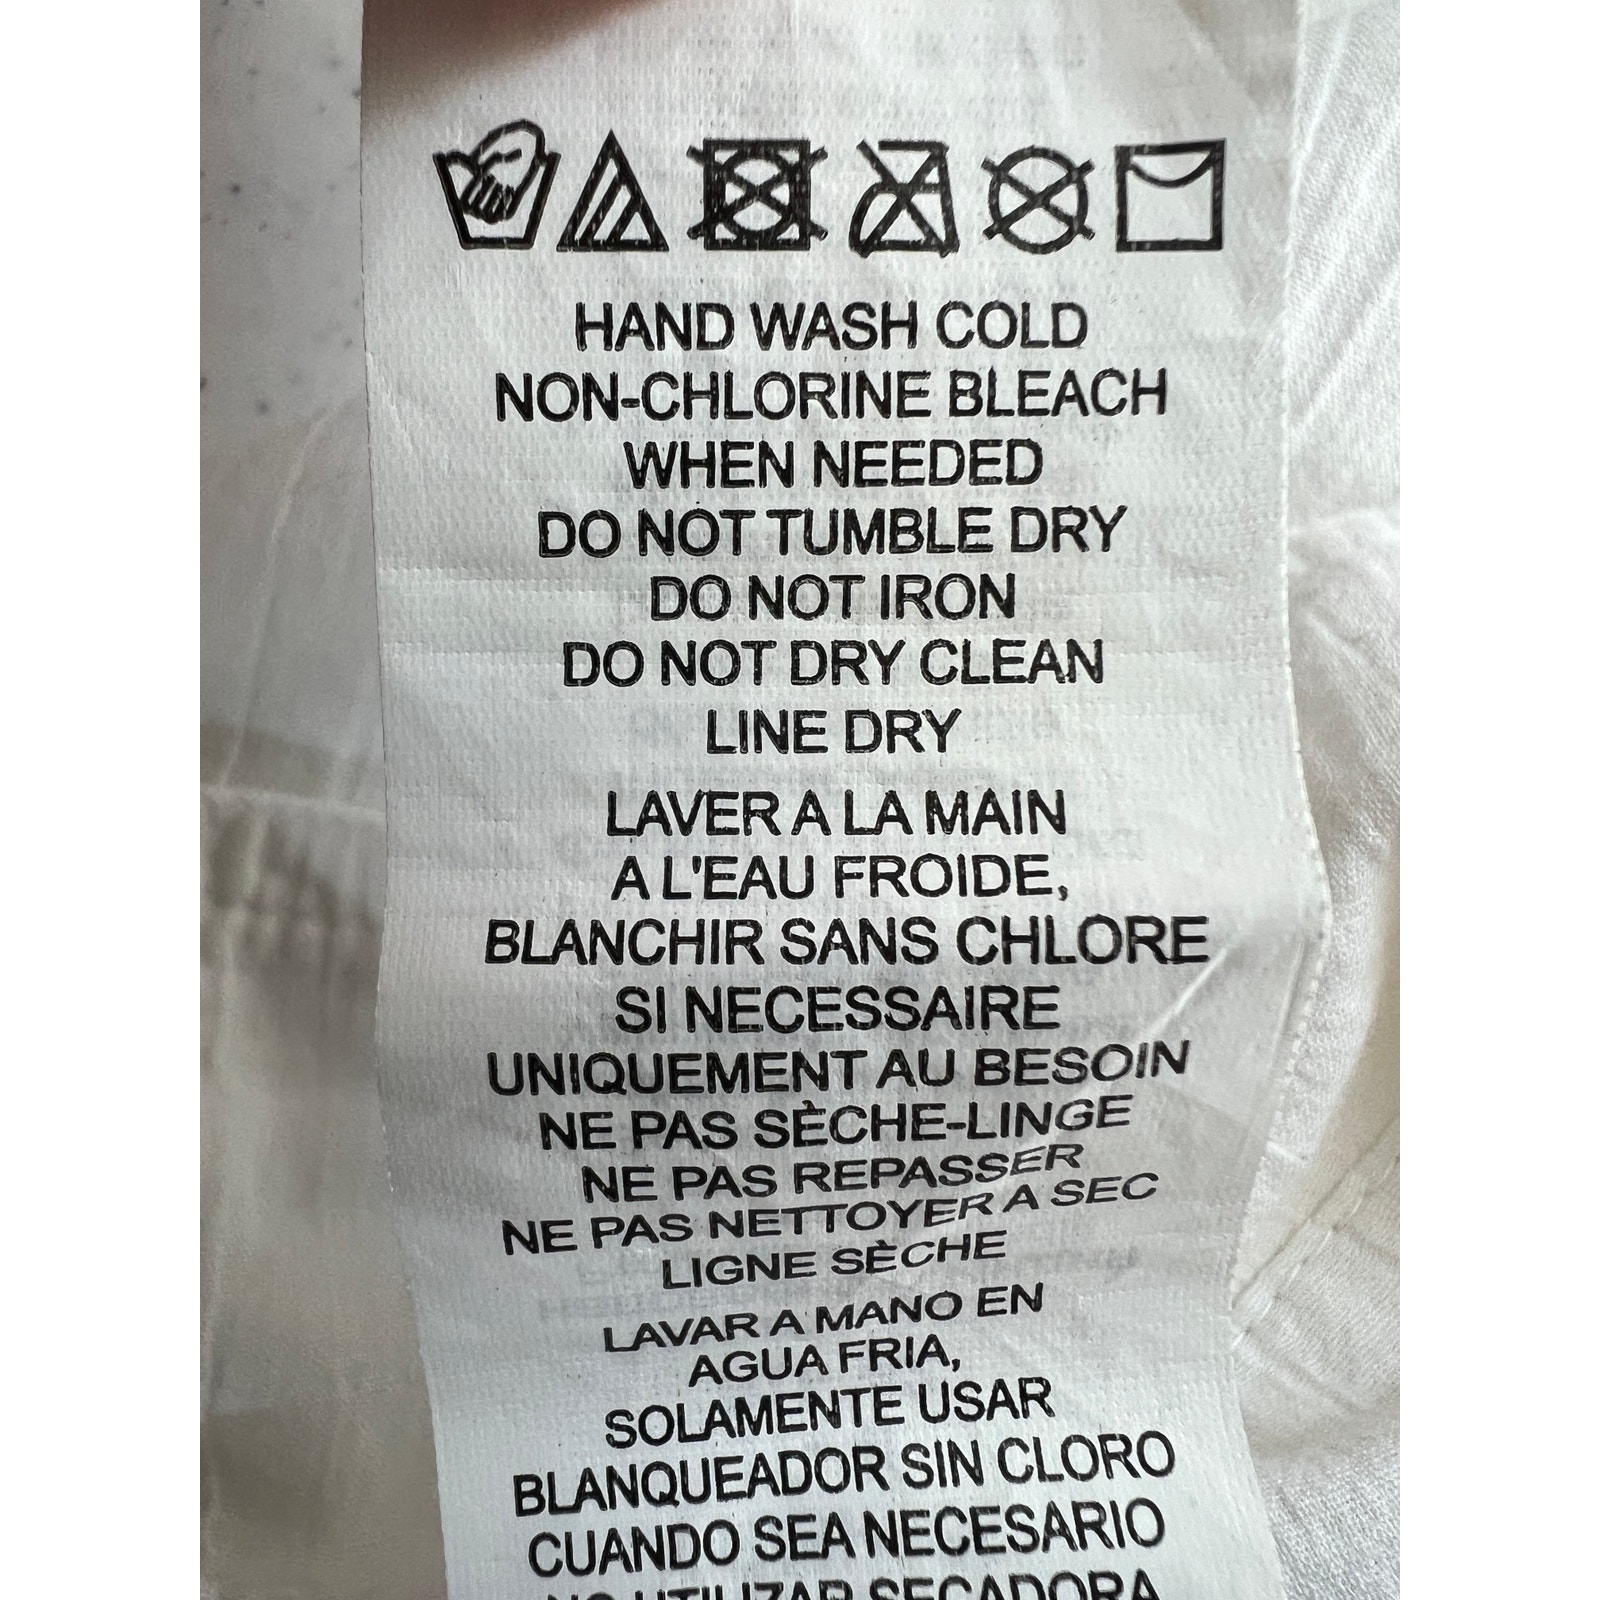 HAND WASH COLD
NON-CHLORINE BLEACH
WHEN NEEDED
DO NOT TUMBLE DRY
DO NOT IRON
DO NOT DRY CLEAN
LINE DRY
LAVER A LA MAIN
A L'EAU FROIDE,
BLANCHIR SANS CHLORE
SI NECESSAIRE
UNIQUEMENT AU BESOIN
NE PAS SÈCHE-LINGE
NE PAS REPASSER
NE PAS NETTOYER A SEC
LIGNE SÈCHE
LAVAR A MANO EN
AGUA FRIA,
SOLAMENTE USAR
BLANQUEADOR SIN CLORO
CUANDO SEA NECESARIO
NO UTILIZAR SECADORA